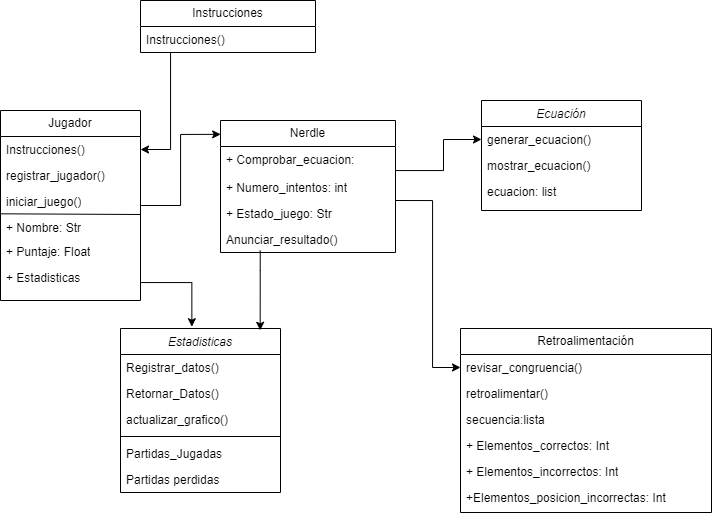 Instrucciones
Instrucciones()
Jugador
Instrucciones()
registrar_jugador()
iniciar_juego()
+ Nombre: Str
+ Puntaje: Float
+ Estadisticas
Nerdle
+ Comprobar_ecuacion:
+ Numero_intentos: int
+ Estado_juego: Str
Anunciar_resultado()
Ecuación
generar_ecuacion()
mostrar_ecuacion()
ecuacion: list
Estadisticas
Registrar_datos()
Retornar_Datos()
actualizar_grafico()
Partidas_Jugadas
Partidas perdidas
Retroalimentación
revisar_congruencia()
retroalimentar()
secuencia:lista
+ Elementos_correctos: Int
+ Elementos_incorrectos: Int
+Elementos_posicion_incorrectas: Int